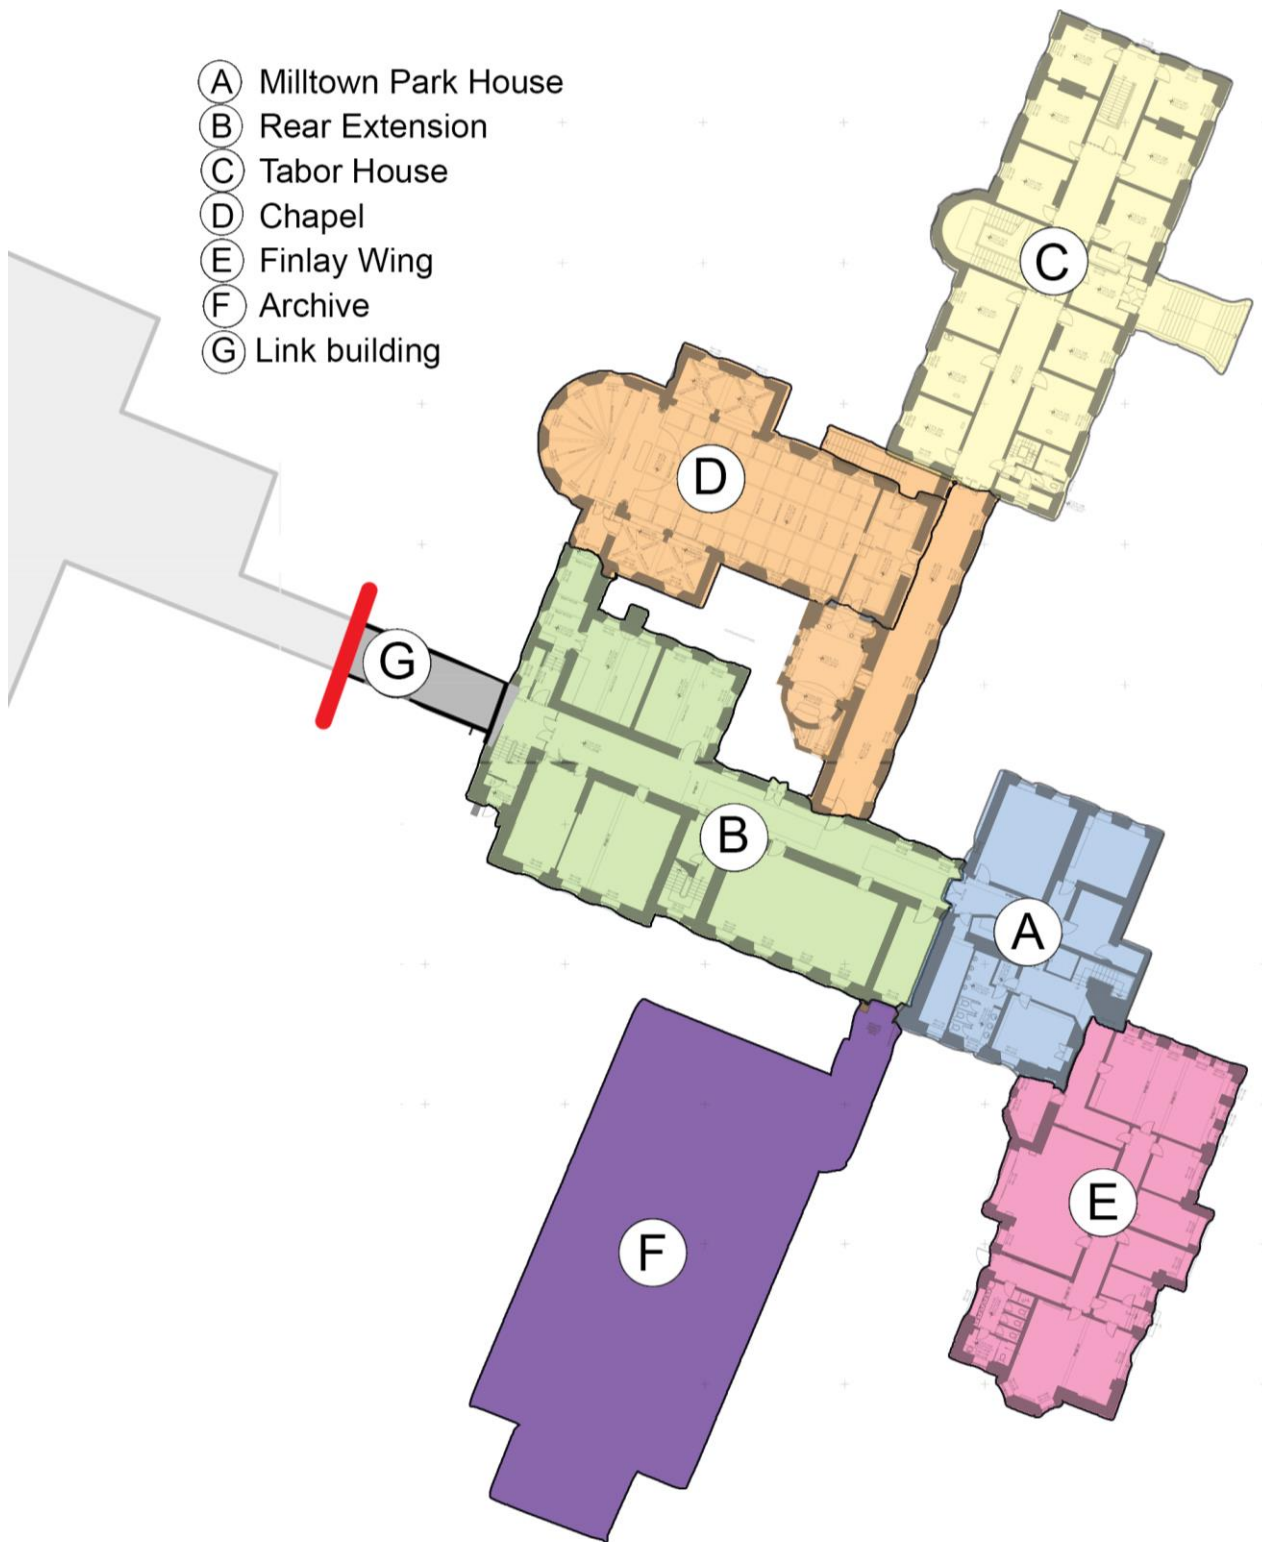 A Milltown Park House
B Rear Extension
C Tabor House
D Chapel
E Finlay Wing
F Archive
G Link building
C
D
G
B
A
E
F